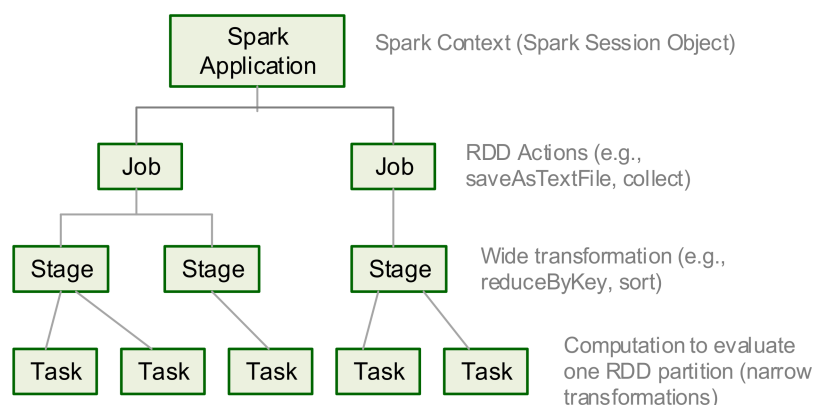 Spark
Application
Spark Context (Spark Session Object)
Job
Job
RDD Actions (e.g.,
saveAsTextFile, collect)
Stage
Stage
Stage
Wide transformation (e.g.,
reduceByKey, sort)
Task
Task
Task
Task
Task
Computation to evaluate
one RDD partition (narrow
transformations)